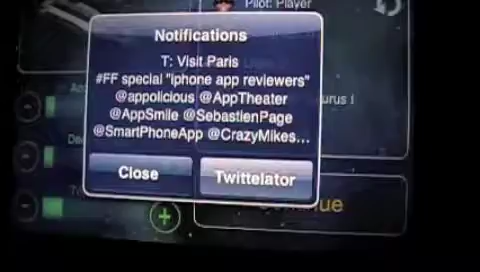 Pilot: Player
Notifications
T: Visit Paris
#FF special "iphone app reviewers"
@appolicious @AppTheater
@AppSmile @SebastienPage
@SmartPhoneApp @CrazyMikes...
Close
Twittelator